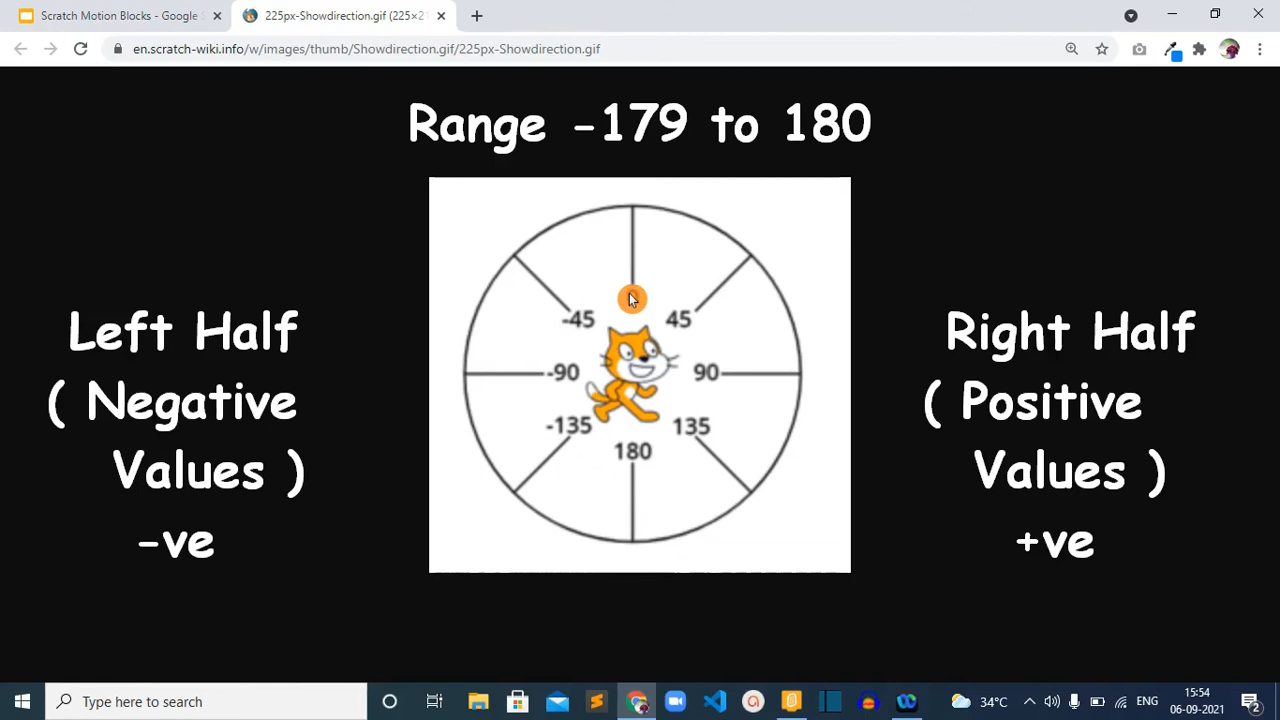 Scratch Motion Blocks - Google S
225px-Showdirection.gif (225×21
en.scratch-wiki.info/w/images/thumb/Showdirection.gif/225px-Showdirection.gif
Range -179 to 180
-45
45
-90
90
-135
135
180
Left Half
( Negative
Values )
-ve
Right Half
( Positive
Values )
+ve
Type here to search
34°C
ENG
15:54
06-09-2021
2